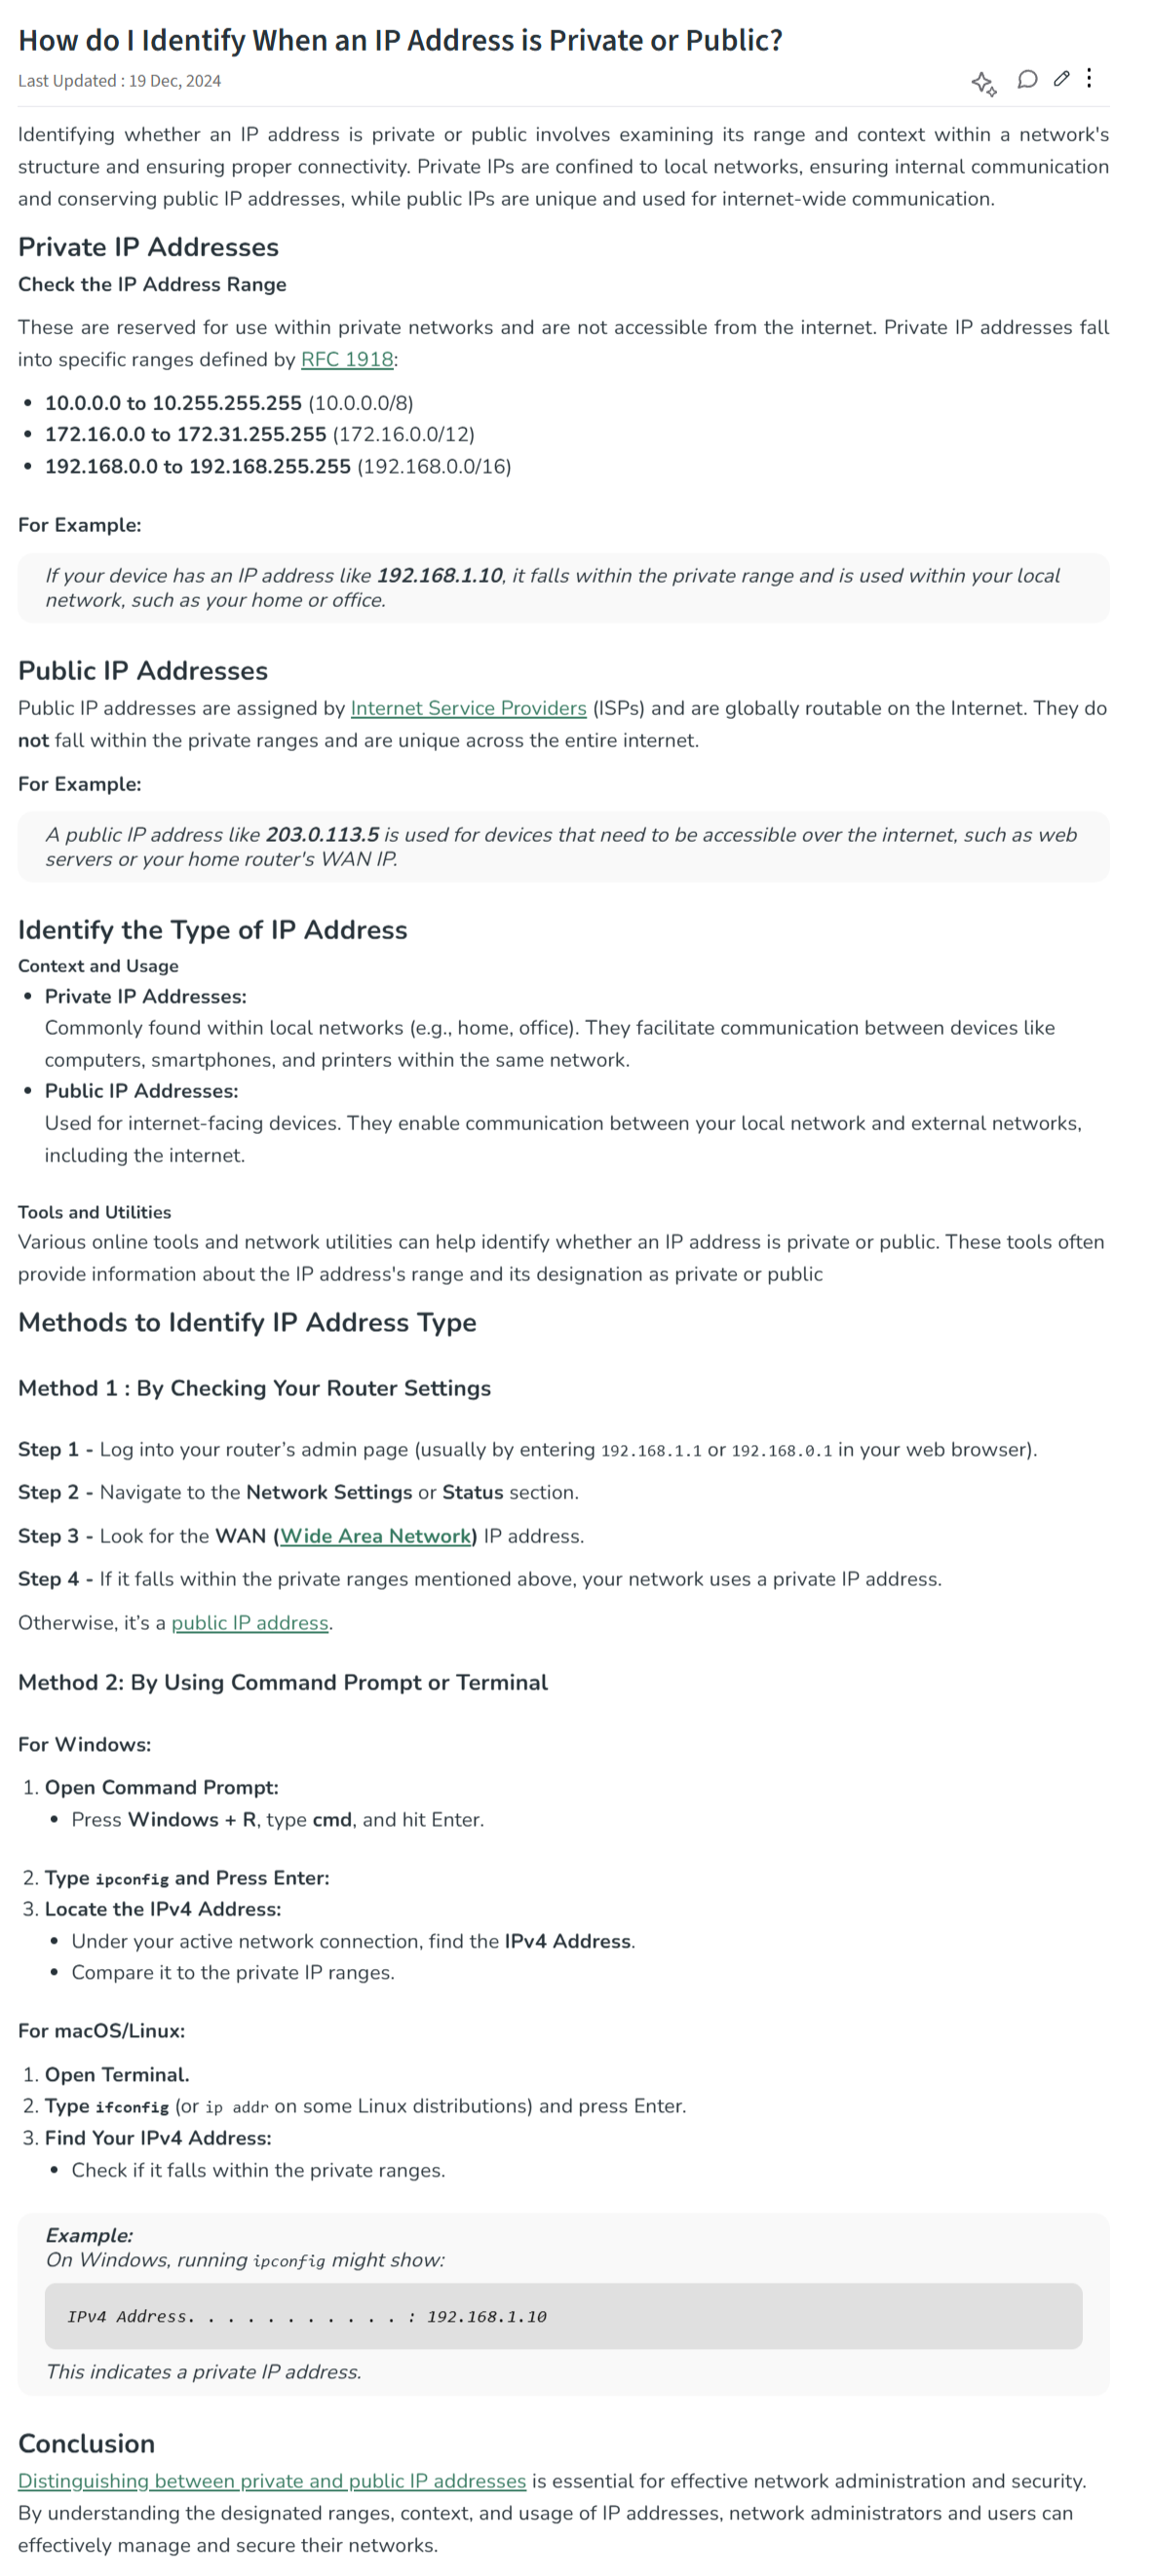 How do I Identify When an IP Address is Private or Public?
Last Updated : 19 Dec, 2024
Identifying whether an IP address is private or public involves examining its range and context within a network's
structure and ensuring proper connectivity. Private IPs are confined to local networks, ensuring internal communication
and conserving public IP addresses, while public IPs are unique and used for internet-wide communication.
Private IP Addresses
Check the IP Address Range
These are reserved for use within private networks and are not accessible from the internet. Private IP addresses fall
into specific ranges defined by RFC 1918:
• 10.0.0.0 to 10.255.255.255 (10.0.0.0/8)
• 172.16.0.0 to 172.31.255.255 (172.16.0.0/12)
• 192.168.0.0 to 192.168.255.255 (192.168.0.0/16)
For Example:
If your device has an IP address like 192.168.1.10, it falls within the private range and is used within your local
network, such as your home or office.
Public IP Addresses
Public IP addresses are assigned by Internet Service Providers (ISPs) and are globally routable on the Internet. They do
not fall within the private ranges and are unique across the entire internet.
For Example:
A public IP address like 203.0.113.5 is used for devices that need to be accessible over the internet, such as web
servers or your home router's WAN IP.
Identify the Type of IP Address
Context and Usage
• Private IP Addresses:
Commonly found within local networks (e.g., home, office). They facilitate communication between devices like
computers, smartphones, and printers within the same network.
• Public IP Addresses:
Used for internet-facing devices. They enable communication between your local network and external networks,
including the internet.
Tools and Utilities
Various online tools and network utilities can help identify whether an IP address is private or public. These tools often
provide information about the IP address's range and its designation as private or public
Methods to Identify IP Address Type
Method 1 : By Checking Your Router Settings
Step 1 - Log into your router’s admin page (usually by entering 192.168.1.1 or 192.168.0.1 in your web browser).
Step 2 - Navigate to the Network Settings or Status section.
Step 3 - Look for the WAN (Wide Area Network) IP address.
Step 4 - If it falls within the private ranges mentioned above, your network uses a private IP address.
Otherwise, it’s a public IP address.
Method 2: By Using Command Prompt or Terminal
For Windows:
1. Open Command Prompt:
• Press Windows + R, type cmd, and hit Enter.
2. Type ipconfig and Press Enter:
3. Locate the IPv4 Address:
• Under your active network connection, find the IPv4 Address.
• Compare it to the private IP ranges.
For macOS/Linux:
1. Open Terminal.
2. Type ifconfig (or ip addr on some Linux distributions) and press Enter.
3. Find Your IPv4 Address:
• Check if it falls within the private ranges.
Example:
On Windows, running ipconfig might show:
IPv4 Address. . . . . . . . . . . : 192.168.1.10
This indicates a private IP address.
Conclusion
Distinguishing between private and public IP addresses is essential for effective network administration and security.
By understanding the designated ranges, context, and usage of IP addresses, network administrators and users can
effectively manage and secure their networks.